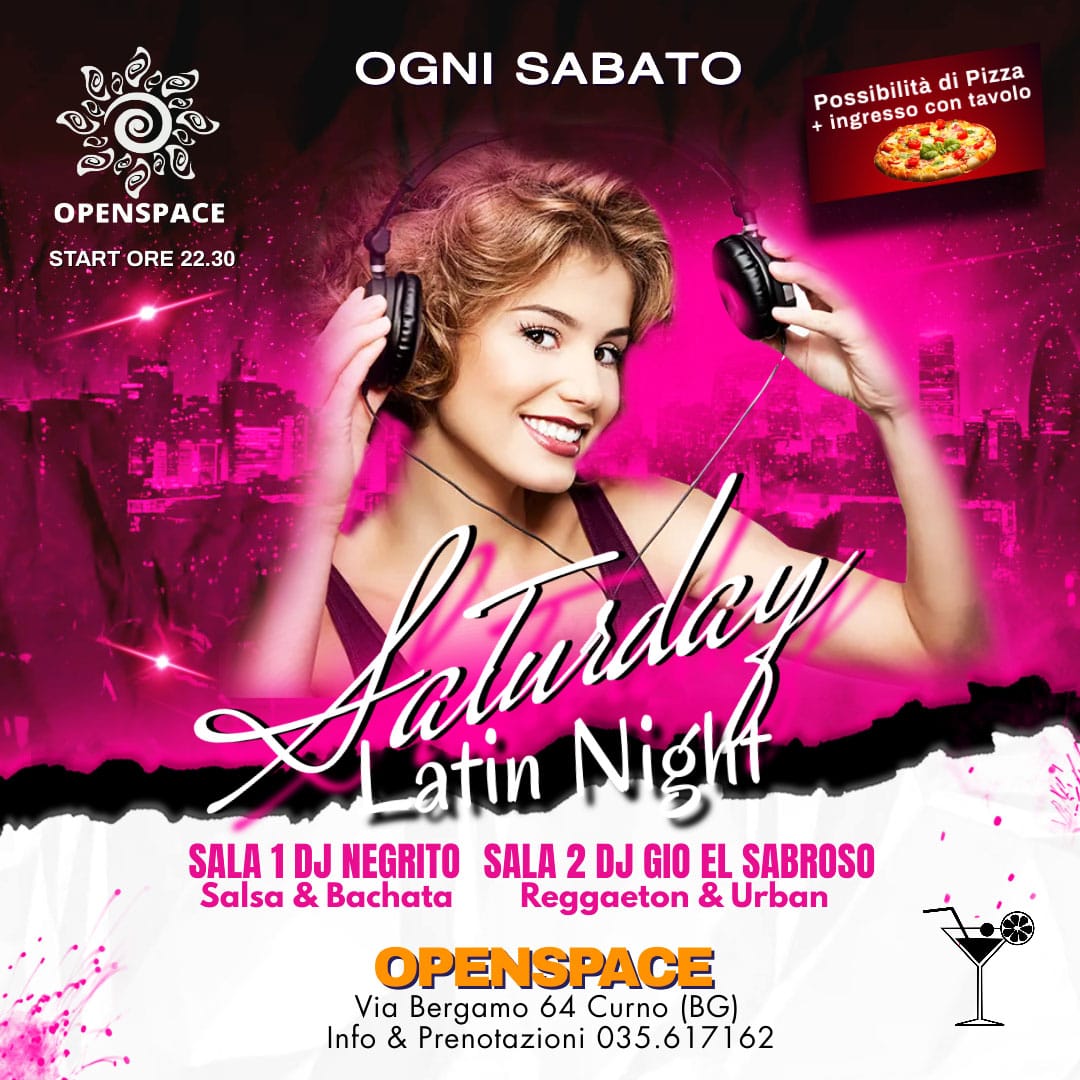 OGNI SABATO
Possibilità di Pizza
+ ingresso con tavolo
OPENSPACE
START ORE 22.30
Saturday
Latin Night
SALA 1 DJ NEGRITO SALA 2 DJ GIO EL SABROSO
Salsa & Bachata Reggaeton & Urban
OPENSPACE
Via Bergamo 64 Curno (BG)
Info & Prenotazioni 035.617162